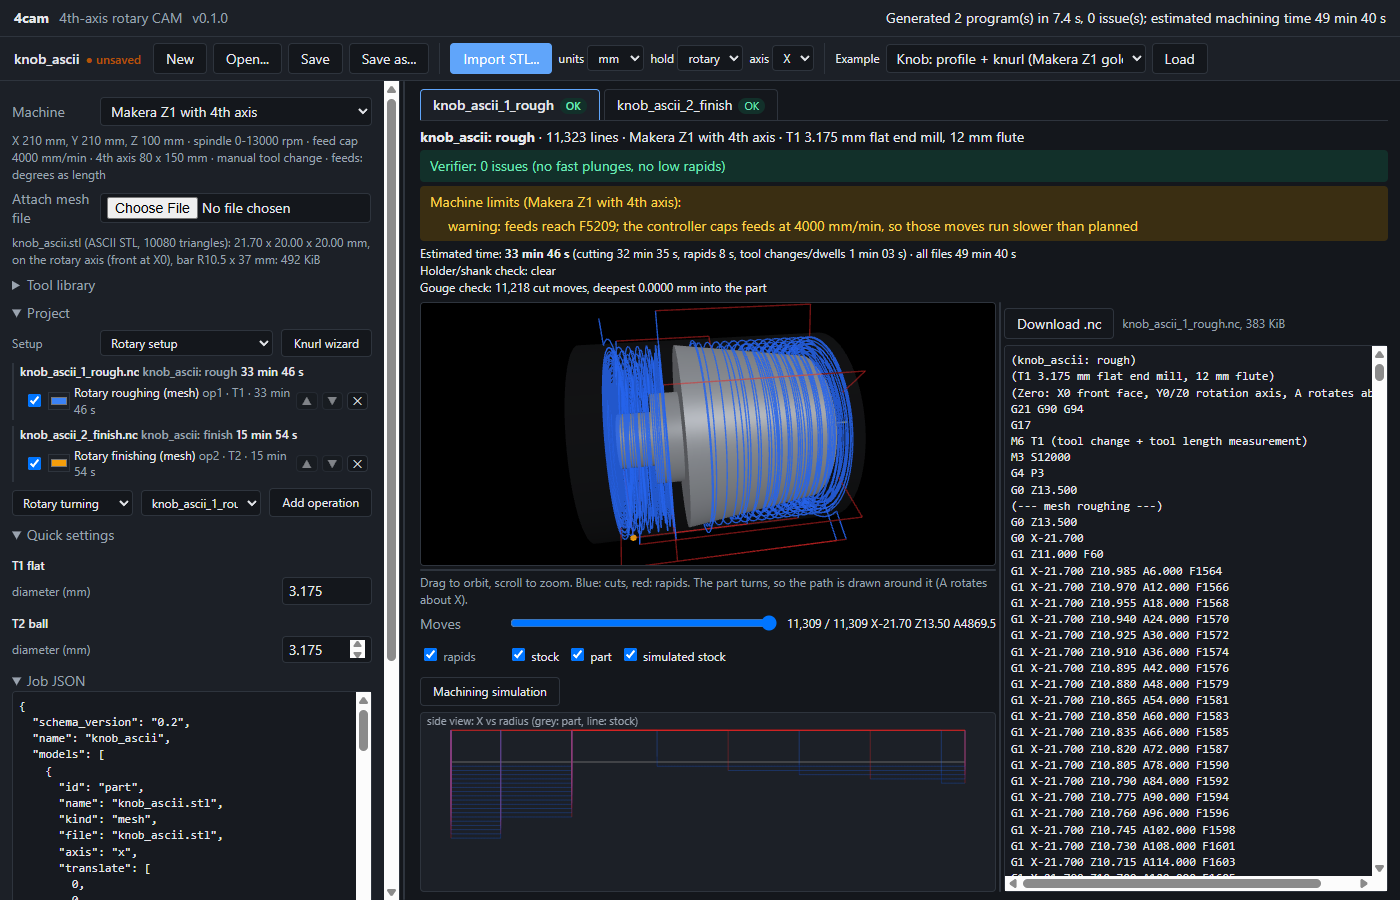 4cam 4th-axis rotary CAM v0.1.0
Generated 2 program(s) in 7.4 s, 0 issue(s); estimated machining time 49 min 40 s
knob_ascii ● unsaved New Open... Save Save as... Import STL... units mm hold rotary axis X Example Knob: profile + knurl (Makera Z1 gol Load
Machine Makera Z1 with 4th axis
X 210 mm, Y 210 mm, Z 100 mm · spindle 0-13000 rpm · feed cap
4000 mm/min · 4th axis 80 x 150 mm · manual tool change · feeds:
degrees as length
Attach mesh file Choose File No file chosen
knob_ascii.stl (ASCII STL, 10080 triangles): 21.70 x 20.00 x 20.00 mm,
on the rotary axis (front at X0), bar R10.5 x 37 mm: 492 KiB
▶ Tool library
▼ Project
Setup Rotary setup Knurl wizard
knob_ascii_1_rough.nc knob_ascii: rough 33 min 46 s
Rotary roughing (mesh) op1 · T1 · 33 min
46 s ▲ ▼ ✕
knob_ascii_2_finish.nc knob_ascii: finish 15 min 54 s
Rotary finishing (mesh) op2 · T2 · 15 min
54 s ▲ ▼ ✕
Rotary turning knob_ascii_1_rou Add operation
▼ Quick settings
T1 flat
diameter (mm) 3.175
T2 ball
diameter (mm) 3.175
▼ Job JSON
{
"schema_version": "0.2",
"name": "knob_ascii",
"models": [
{
"id": "part",
"name": "knob_ascii.stl",
"kind": "mesh",
"file": "knob_ascii.stl",
"axis": "x",
"translate": [
0,
knob_ascii_1_rough OK knob_ascii_2_finish OK
knob_ascii: rough · 11,323 lines · Makera Z1 with 4th axis · T1 3.175 mm flat end mill, 12 mm flute
Verifier: 0 issues (no fast plunges, no low rapids)
Machine limits (Makera Z1 with 4th axis):
warning: feeds reach F5209; the controller caps feeds at 4000 mm/min, so those moves run slower than planned
Estimated time: 33 min 46 s (cutting 32 min 35 s, rapids 8 s, tool changes/dwells 1 min 03 s) · all files 49 min 40 s
Holder/shank check: clear
Gouge check: 11,218 cut moves, deepest 0.0000 mm into the part
Drag to orbit, scroll to zoom. Blue: cuts, red: rapids. The part turns, so the path is drawn around it (A rotates
about X).
Moves 11,309 / 11,309 X-21.70 Z13.50 A4869.5
rapids stock part simulated stock
Machining simulation
side view: X vs radius (grey: part, line: stock)
Download .nc knob_ascii_1_rough.nc, 383 KiB
(knob_ascii: rough)
(T1 3.175 mm flat end mill, 12 mm flute)
(Zero: X0 front face, Y0/Z0 rotation axis, A rotates ab
G21 G90 G94
G17
M6 T1 (tool change + tool length measurement)
M3 S12000
G4 P3
G0 Z13.500
(--- mesh roughing ---)
G0 Z13.500
G0 X-21.700
G1 Z11.000 F60
G1 X-21.700 Z10.985 A6.000 F1564
G1 X-21.700 Z10.970 A12.000 F1566
G1 X-21.700 Z10.955 A18.000 F1568
G1 X-21.700 Z10.940 A24.000 F1570
G1 X-21.700 Z10.925 A30.000 F1572
G1 X-21.700 Z10.910 A36.000 F1574
G1 X-21.700 Z10.895 A42.000 F1576
G1 X-21.700 Z10.880 A48.000 F1579
G1 X-21.700 Z10.865 A54.000 F1581
G1 X-21.700 Z10.850 A60.000 F1583
G1 X-21.700 Z10.835 A66.000 F1585
G1 X-21.700 Z10.820 A72.000 F1587
G1 X-21.700 Z10.805 A78.000 F1590
G1 X-21.700 Z10.790 A84.000 F1592
G1 X-21.700 Z10.775 A90.000 F1594
G1 X-21.700 Z10.760 A96.000 F1596
G1 X-21.700 Z10.745 A102.000 F1598
G1 X-21.700 Z10.730 A108.000 F1601
G1 X-21.700 Z10.715 A114.000 F1603